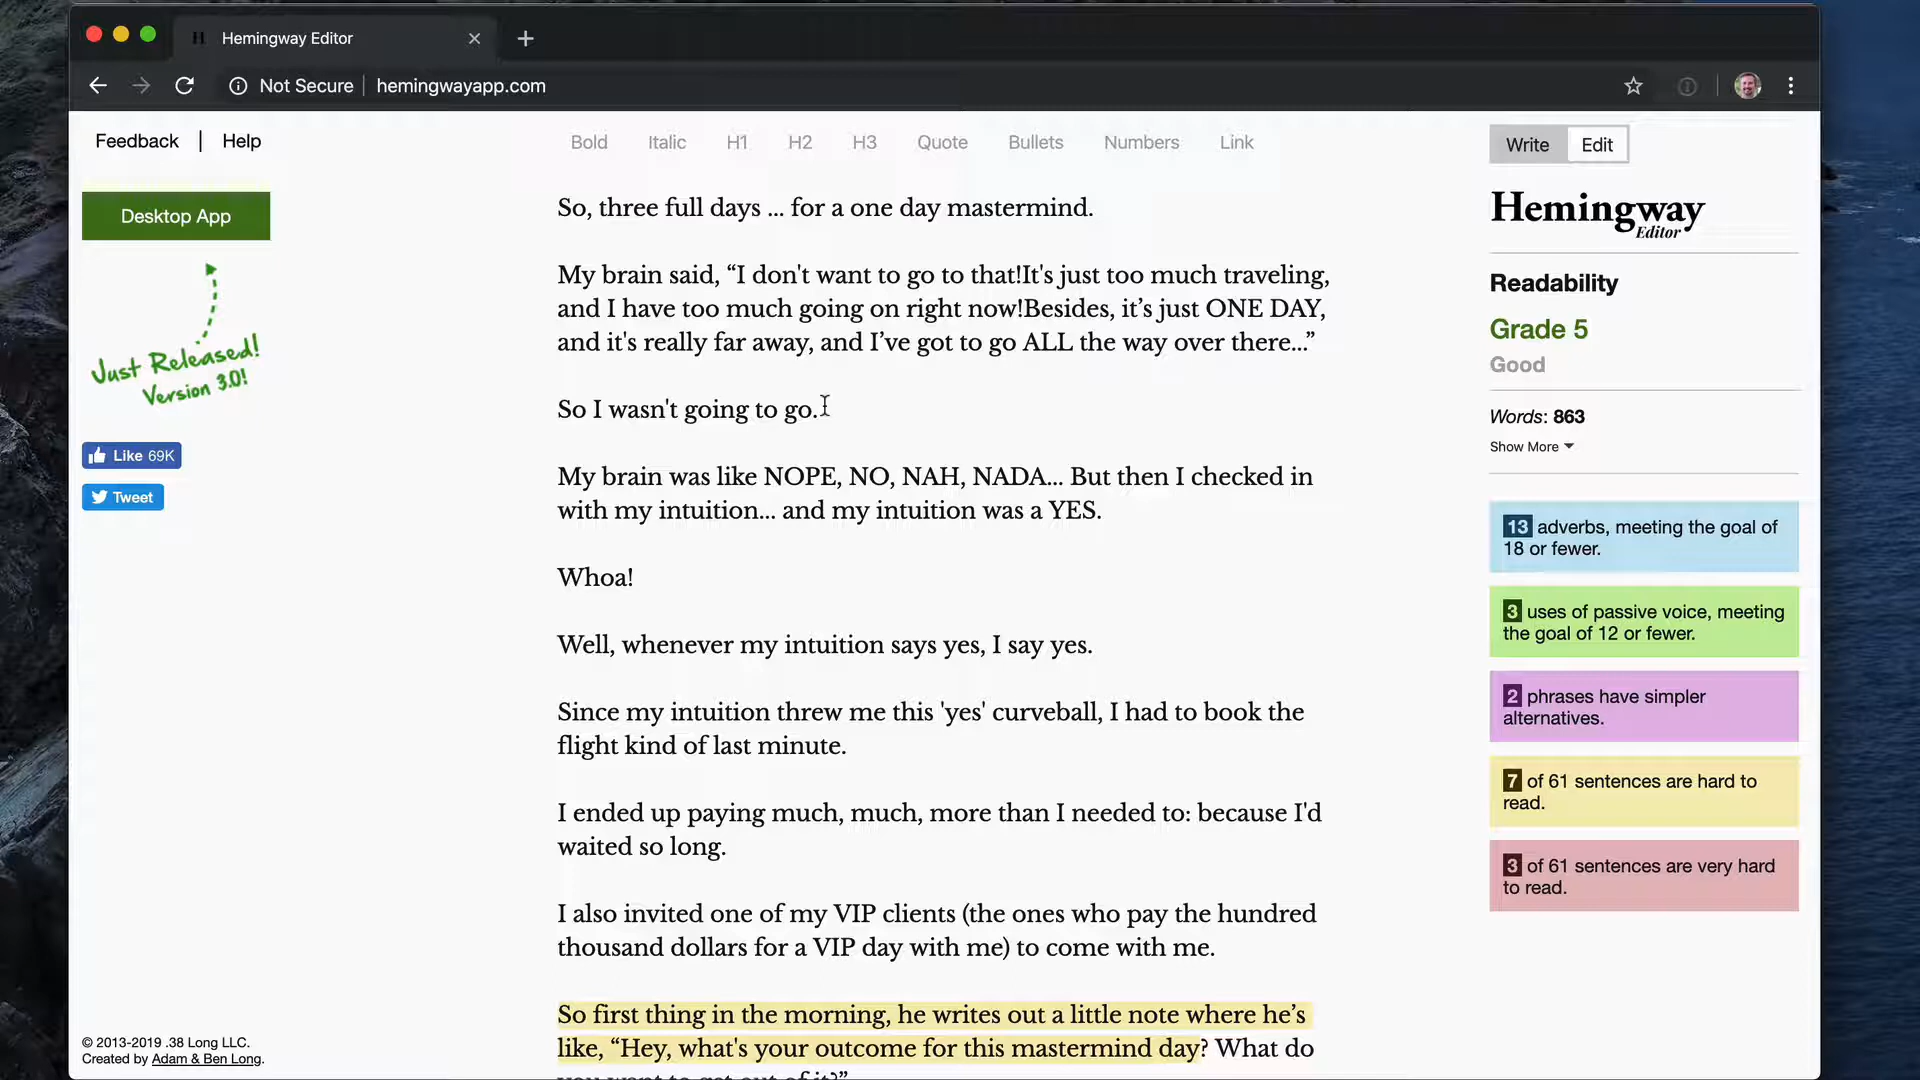 Hemingway Editor
Not Secure | hemingwayapp.com
Feedback | Help
Bold Italic H1 H2 H3 Quote Bullets Numbers Link
Write Edit
Desktop App
Just Released!
Version 3.0!
Like 69K
Tweet
So, three full days ... for a one day mastermind.
My brain said, “I don't want to go to that!It's just too much traveling,
and I have too much going on right now!Besides, it’s just ONE DAY,
and it's really far away, and I’ve got to go ALL the way over there...”
So I wasn't going to go.
My brain was like NOPE, NO, NAH, NADA... But then I checked in
with my intuition... and my intuition was a YES.
Whoa!
Well, whenever my intuition says yes, I say yes.
Since my intuition threw me this 'yes' curveball, I had to book the
flight kind of last minute.
I ended up paying much, much, more than I needed to: because I'd
waited so long.
I also invited one of my VIP clients (the ones who pay the hundred
thousand dollars for a VIP day with me) to come with me.
So first thing in the morning, he writes out a little note where he’s
like, “Hey, what's your outcome for this mastermind day? What do
you want to get out of it?”
Hemingway
Editor
Readability
Grade 5
Good
Words: 863
Show More
13 adverbs, meeting the goal of
18 or fewer.
3 uses of passive voice, meeting
the goal of 12 or fewer.
2 phrases have simpler
alternatives.
7 of 61 sentences are hard to
read.
3 of 61 sentences are very hard
to read.
© 2013-2019 .38 Long LLC.
Created by Adam & Ben Long.